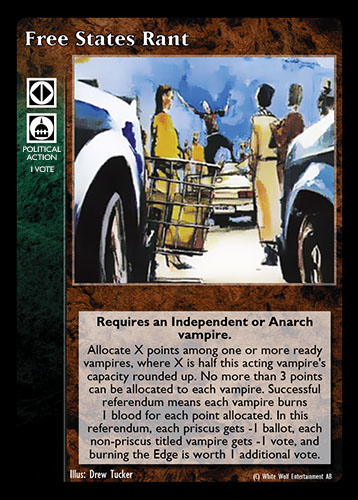 Free States Rant
POLITICAL
ACTION
1 VOTE
Requires an Independent or Anarch
vampire.
Allocate X points among one or more ready
vampires, where X is half this acting vampire's
capacity rounded up. No more than 3 points
can be allocated to each vampire. Successful
referendum means each vampire burns
1 blood for each point allocated. In this
referendum, each priscus gets -1 ballot, each
non-priscus titled vampire gets -1 vote, and
burning the Edge is worth 1 additional vote.
Illus: Drew Tucker
(C) White Wolf Entertainment AB